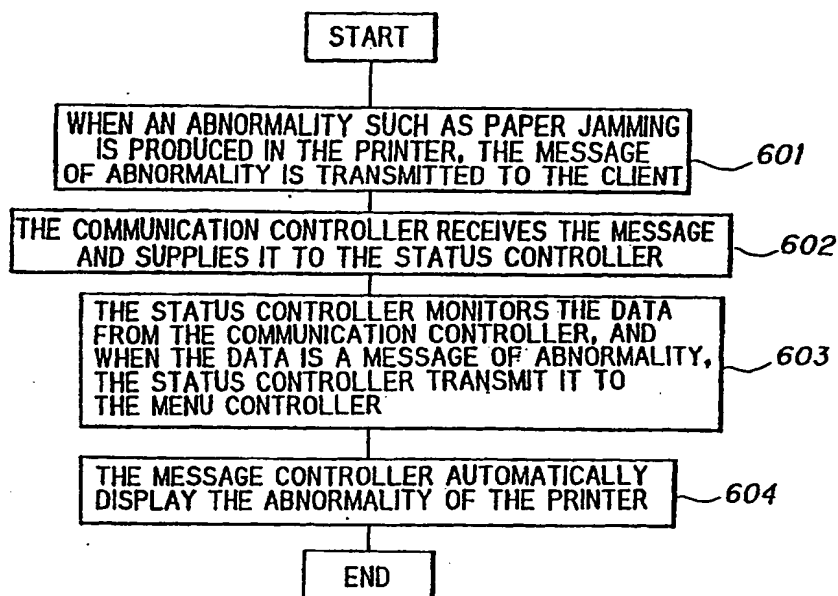 START
WHEN AN ABNORMALITY SUCH AS PAPER JAMMING
IS PRODUCED IN THE PRINTER, THE MESSAGE
OF ABNORMALITY IS TRANSMITTED TO THE CLIENT
601
THE COMMUNICATION CONTROLLER RECEIVES THE MESSAGE
AND SUPPLIES IT TO THE STATUS CONTROLLER
602
THE STATUS CONTROLLER MONITORS THE DATA
FROM THE COMMUNICATION CONTROLLER, AND
WHEN THE DATA IS A MESSAGE OF ABNORMALITY,
THE STATUS CONTROLLER TRANSMIT IT TO
THE MENU CONTROLLER
603
THE MESSAGE CONTROLLER AUTOMATICALLY
DISPLAY THE ABNORMALITY OF THE PRINTER
604
END